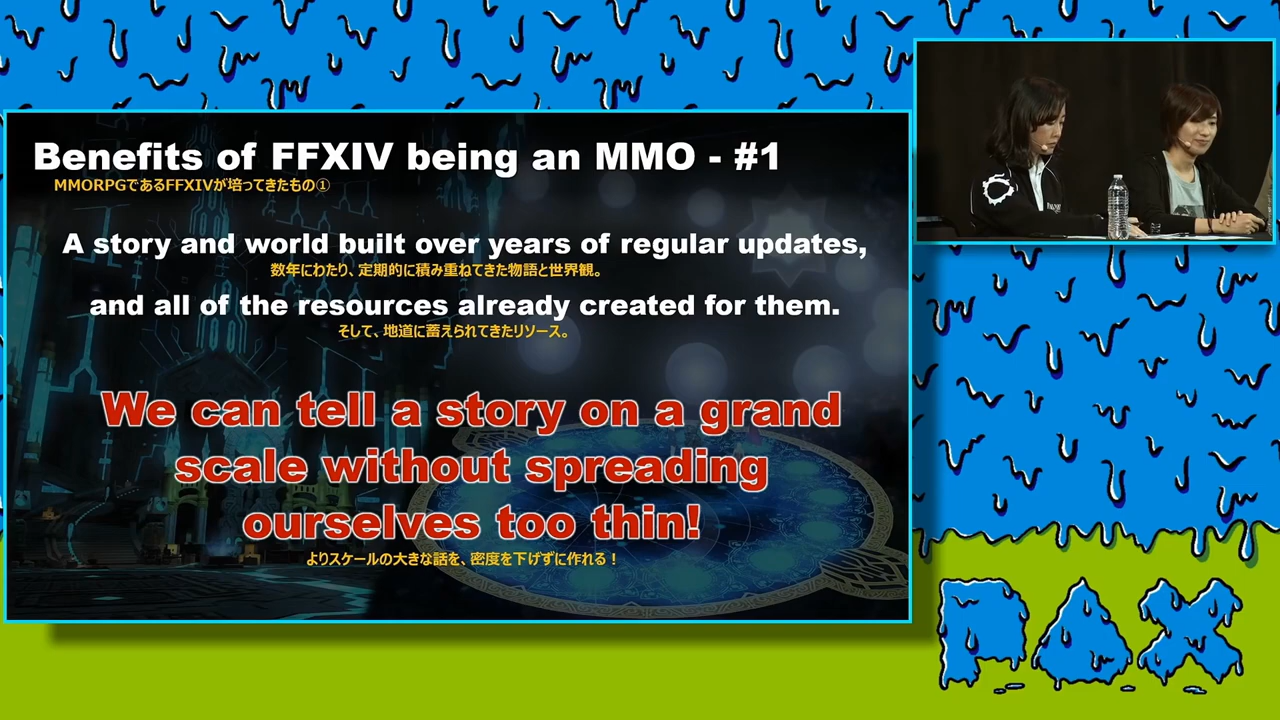 Benefits of FFXIV being an MMO - #1
MMORPGであるFFXIVが培ってきたもの①
A story and world built over years of regular updates,
数年にわたり、定期的に積み重ねてきた物語と世界観。
and all of the resources already created for them.
そして、地道に蓄えられてきたリソース。
We can tell a story on a grand
scale without spreading
ourselves too thin!
よりスケールの大きな話を、密度を下げずに作れる！
PAX